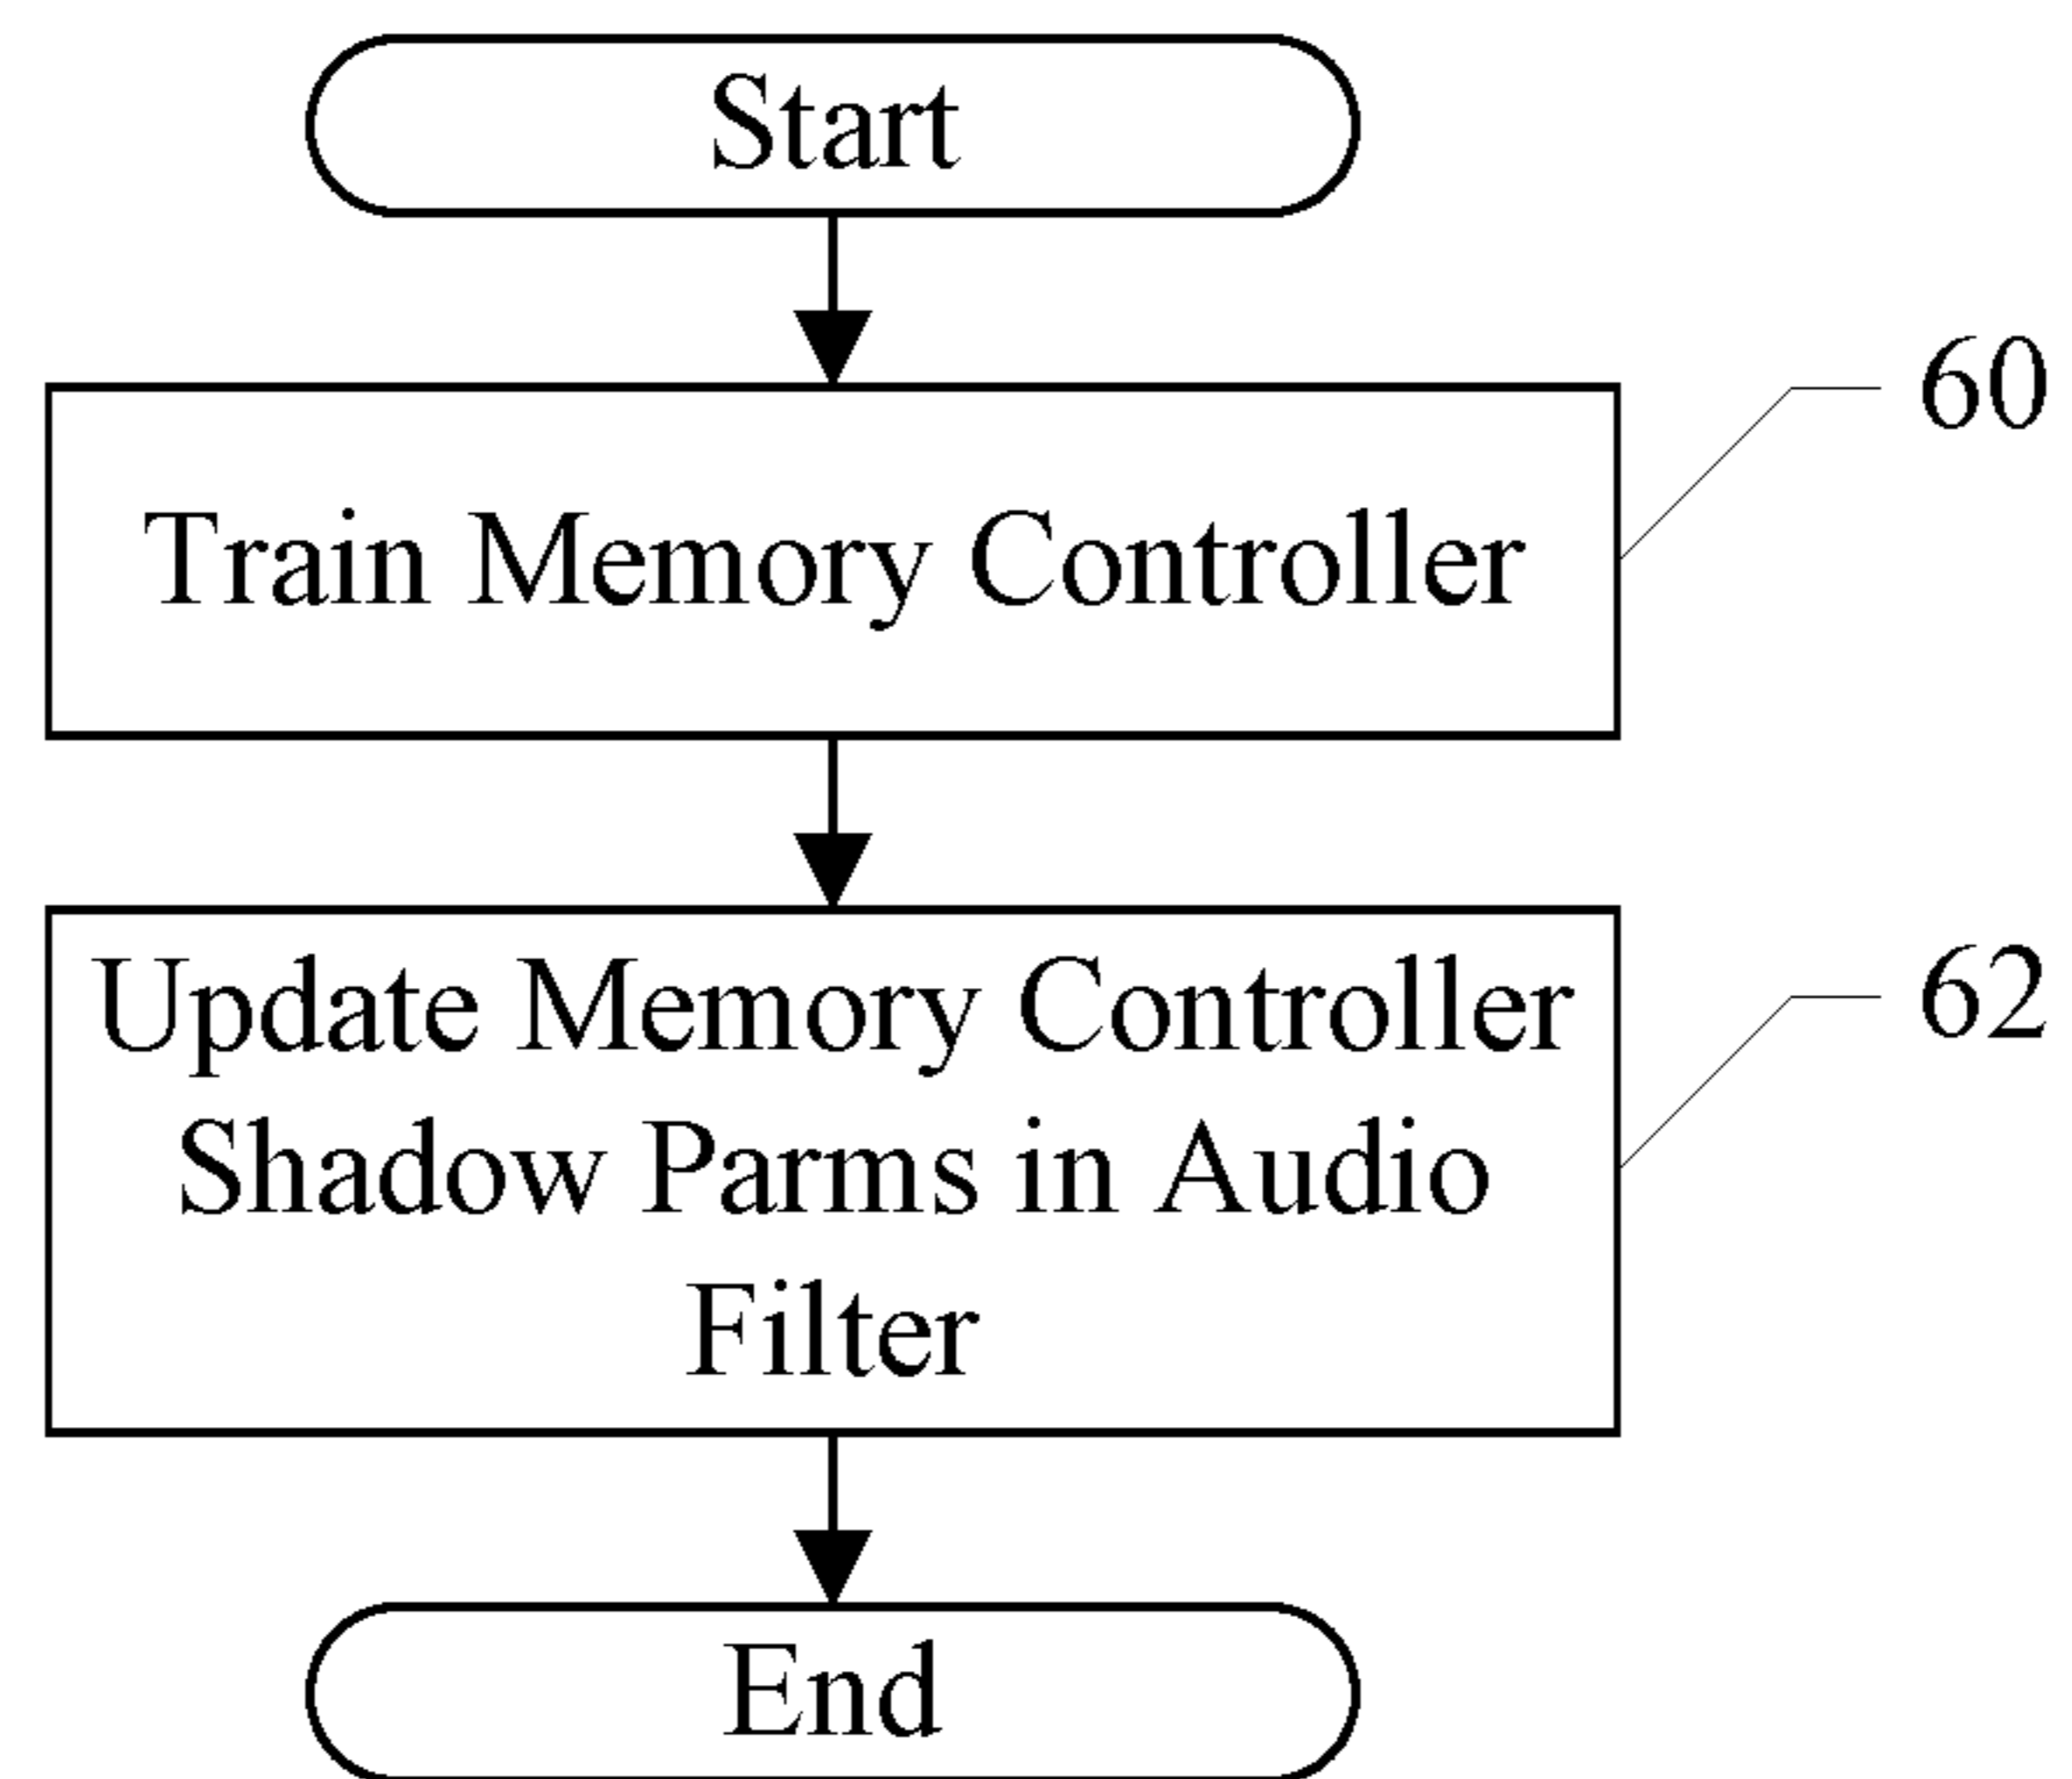 Start
60
Train Memory Controller
62
Update Memory Controller
Shadow Parms in Audio
Filter
End